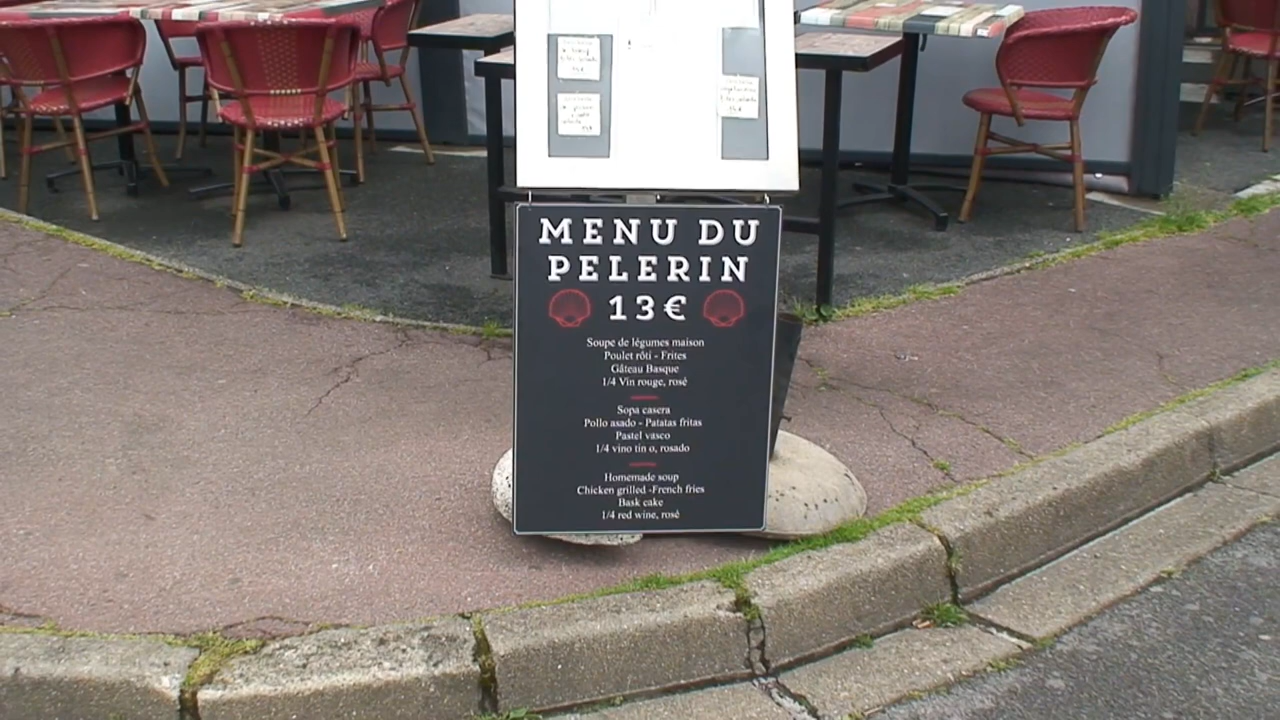 MENU DU
PELERIN
13€
Soupe de légumes maison
Poulet rôti - Frites
Gâteau Basque
1/4 Vin rouge, rosé
Sopa casera
Pollo asado - Patatas fritas
Pastel vasco
1/4 vino tin o, rosado
Homemade soup
Chicken grilled -French fries
Bask cake
1/4 red wine, rosé